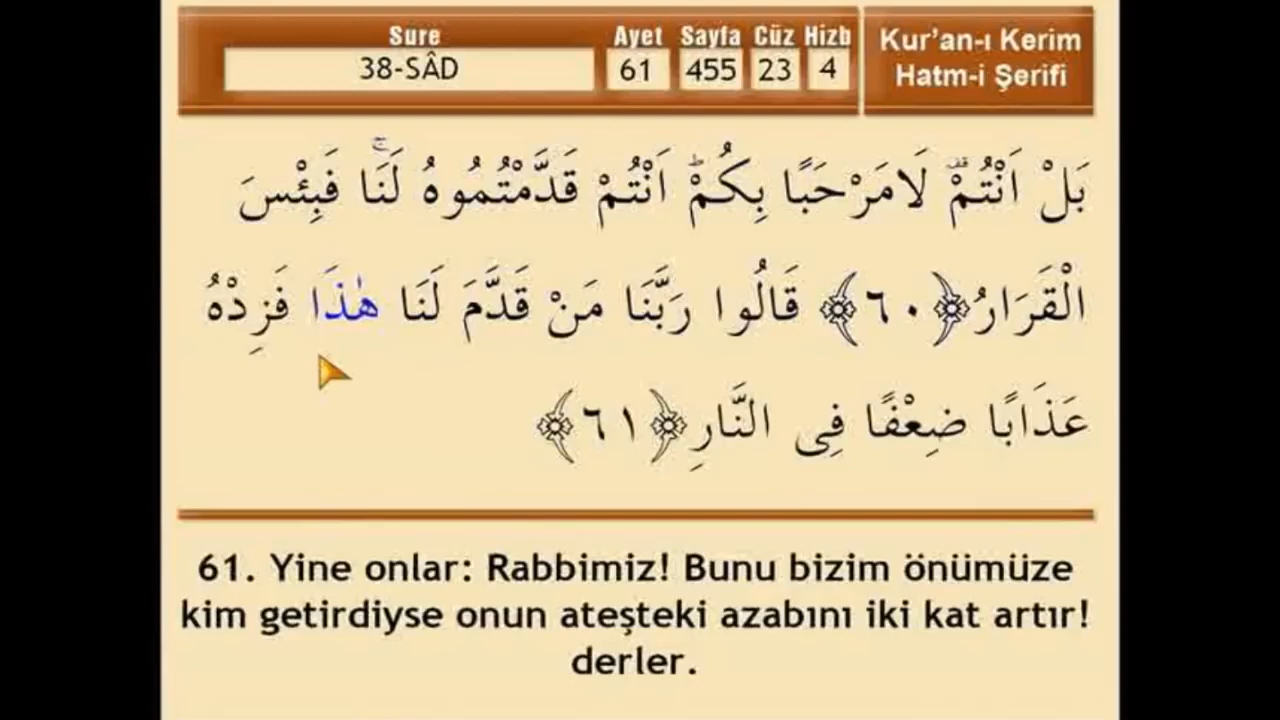 Sure Ayet Sayfa Cüz Hizb
38-SÂD 61 455 23 4
Kur'an-ı Kerim
Hatm-i Şerifi
بَلْ اَنْتُمْ۠ لَامَرْحَبًا بِكُمْۜ اَنْتُمْ قَدَّمْتُمُوهُ لَنَاۚ فَبِئْسَ
الْقَرَارُ ﴿٦٠﴾ قَالُوا رَبَّنَا مَنْ قَدَّمَ لَنَا هٰذَا فَزِدْهُ
عَذَابًا ضِعْفًا فِى النَّارِ ﴿٦١﴾
61. Yine onlar: Rabbimiz! Bunu bizim önümüze
kim getirdiyse onun ateşteki azabını iki kat artır!
derler.